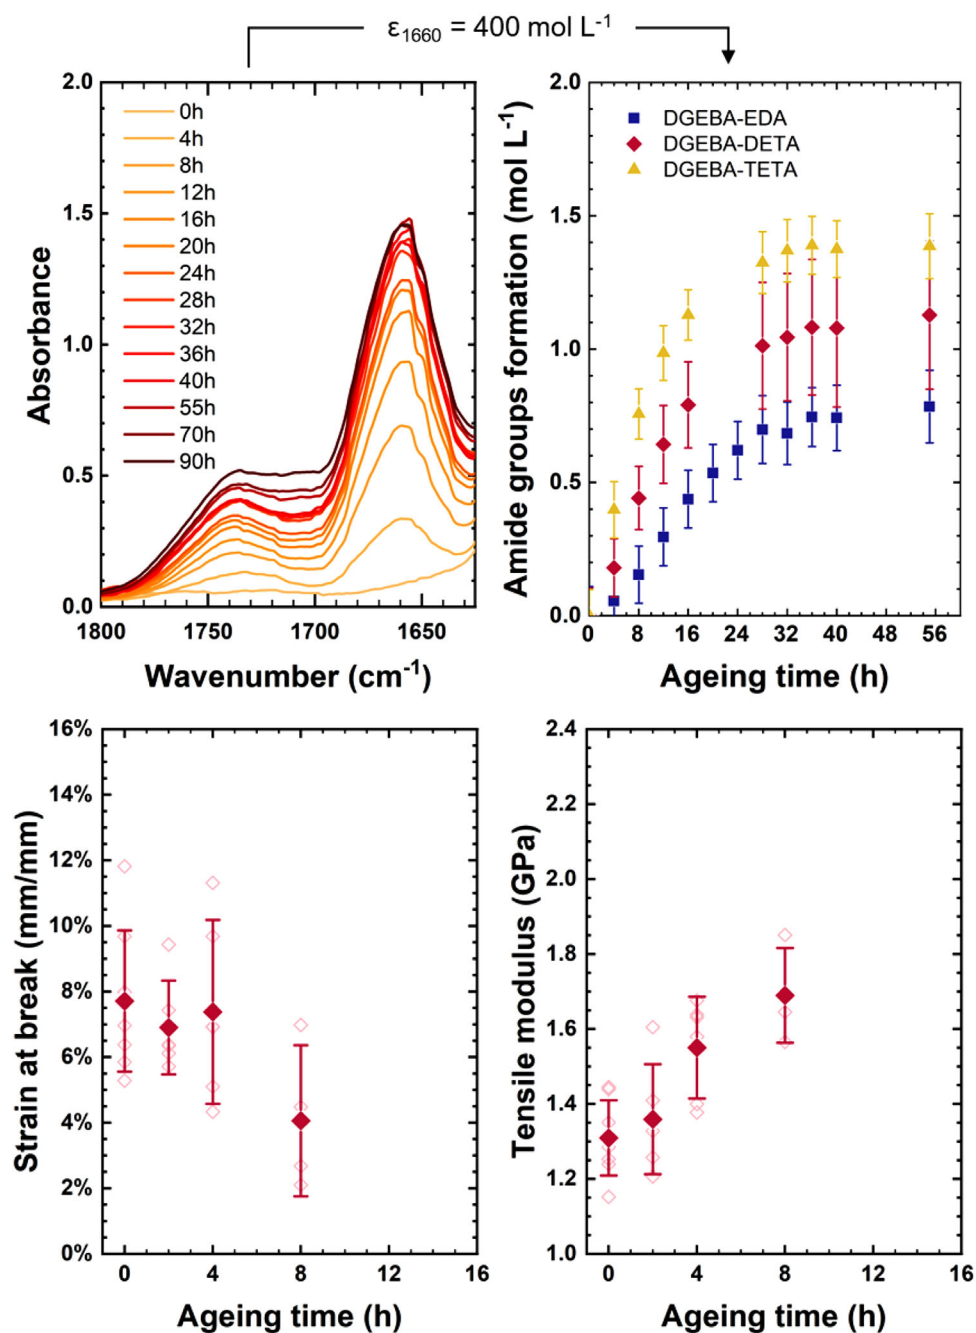 ε₁₆₆₀ = 400 mol L⁻¹
2.0
1.5
1.0
0.5
0.0
Absorbance
0h
4h
8h
12h
16h
20h
24h
28h
32h
36h
40h
55h
70h
90h
1800 1750 1700 1650
Wavenumber (cm⁻¹)
2.0
1.5
1.0
0.5
0.0
Amide groups formation (mol L⁻¹)
DGEBA-EDA
DGEBA-DETA
DGEBA-TETA
0 8 16 24 32 40 48 56
Ageing time (h)
16%
14%
12%
10%
8%
6%
4%
2%
0%
Strain at break (mm/mm)
0 4 8 12 16
Ageing time (h)
2.4
2.2
2.0
1.8
1.6
1.4
1.2
1.0
Tensile modulus (GPa)
0 4 8 12 16
Ageing time (h)